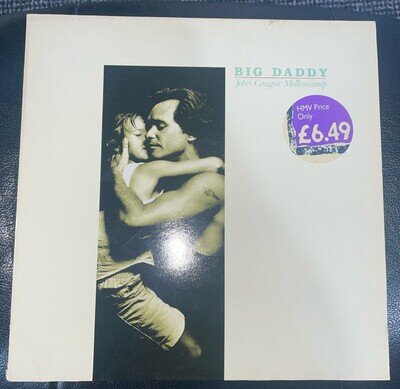 BIG DADDY
John Cougar Mellencamp
HMV Price
Only
£6.49